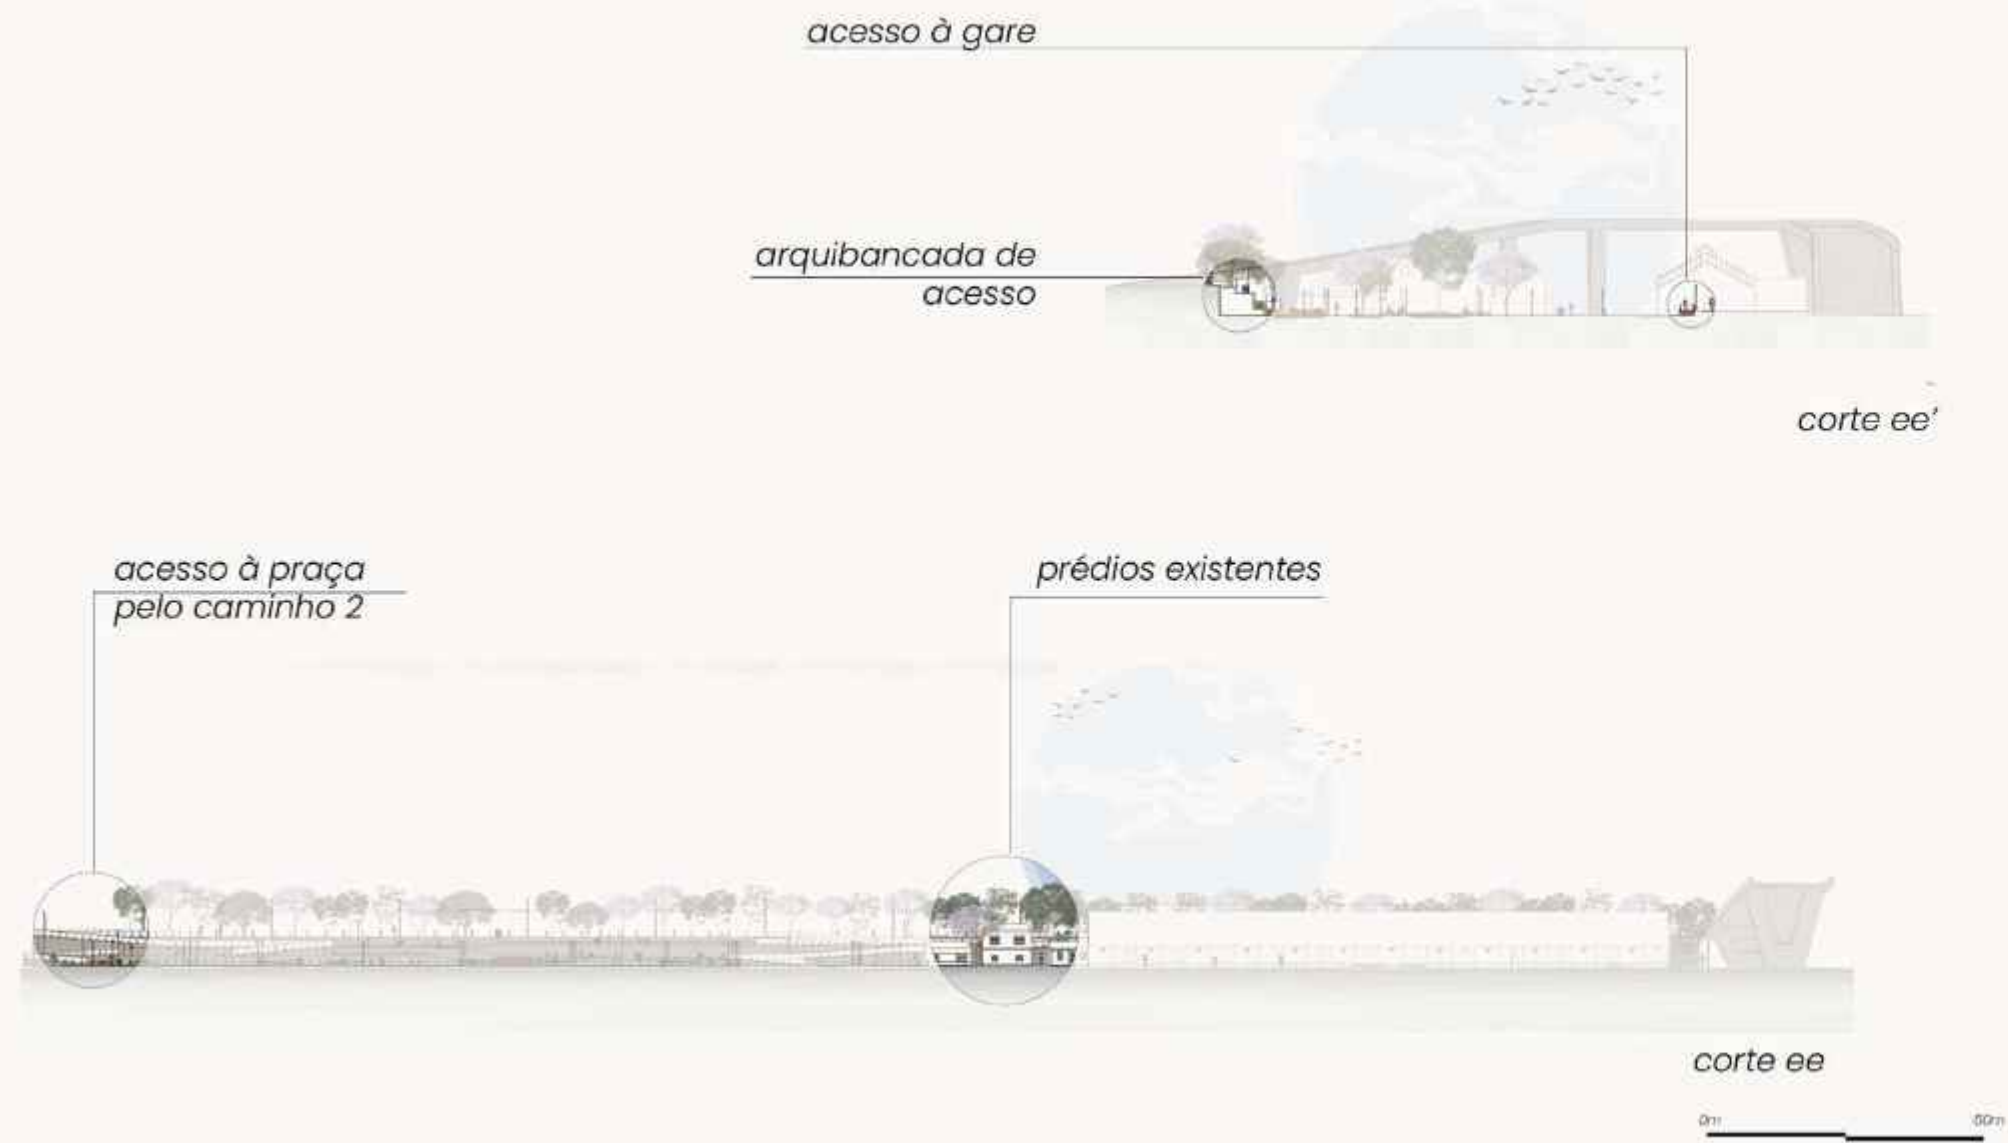 acesso à gare
arquibancada de
acesso
corte ee'
acesso à praça
pelo caminho 2
prédios existentes
corte ee
0m 50m